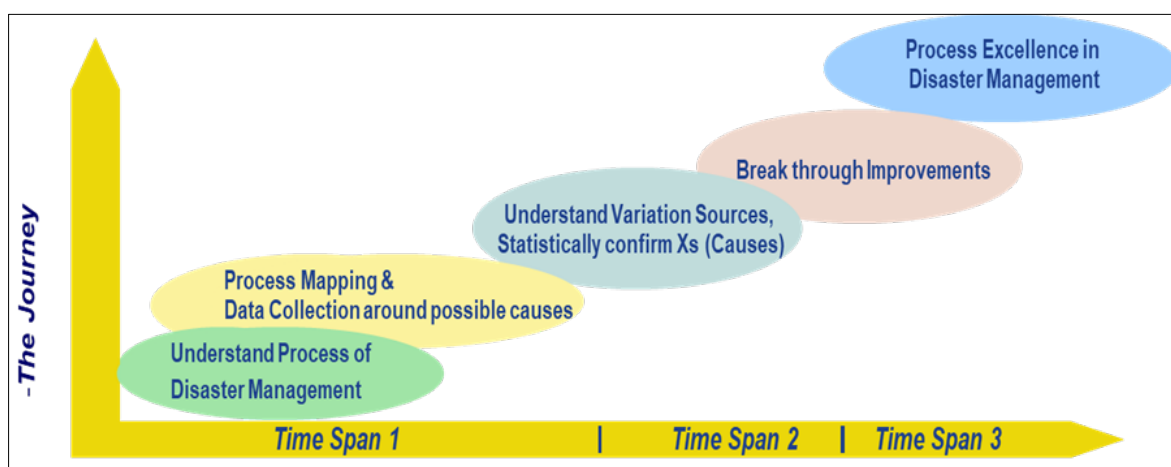 Process Excellence in
Disaster Management
Break through Improvements
Understand Variation Sources,
Statistically confirm Xs (Causes)
Process Mapping &
Data Collection around possible causes
Understand Process of
Disaster Management
-The Journey
Time Span 1 | Time Span 2 | Time Span 3